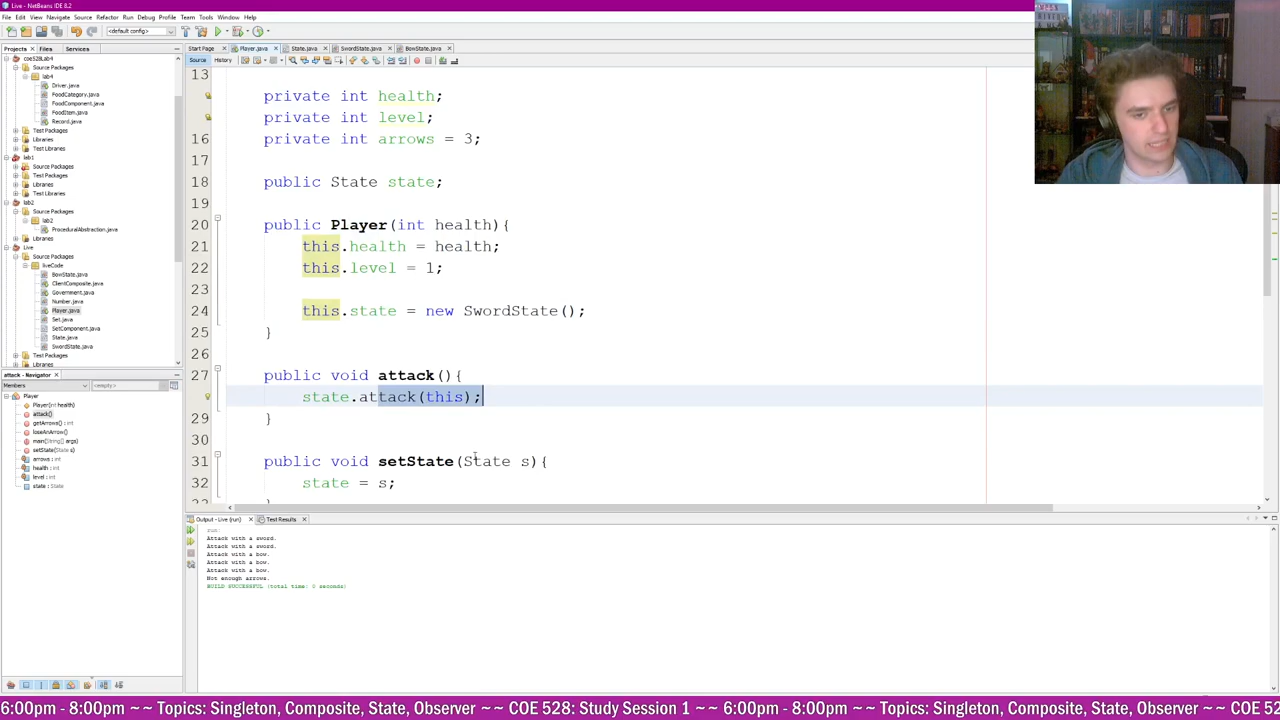 Live - NetBeans IDE 8.2
File Edit View Navigate Source Refactor Run Debug Profile Team Tools Window Help
<default config>
Projects Files Services
Start Page Player.java State.java SwordState.java BowState.java
Source History
coe528Lab4
Source Packages
lab4
Driver.java
FoodCategory.java
FoodComponent.java
FoodItem.java
Record.java
Test Packages
Libraries
Test Libraries
lab1
Source Packages
Test Packages
Libraries
Test Libraries
lab2
Source Packages
lab2
ProceduralAbstraction.java
Libraries
Live
Source Packages
liveCode
BowState.java
ClientComposite.java
Government.java
Number.java
Player.java
Set.java
SetComponent.java
State.java
SwordState.java
Test Packages
Libraries
13
private int health;
private int level;
16 private int arrows = 3;
17
18 public State state;
19
20 public Player(int health){
21 this.health = health;
22 this.level = 1;
23
24 this.state = new SwordState();
25 }
26
27 public void attack(){
state.attack(this);
29 }
30
31 public void setState(State s){
32 state = s;
attack - Navigator
Members <empty>
Player
Player(int health)
attack()
getArrows() : int
loseAnArrow()
main(String[] args)
setState(State s)
arrows : int
health : int
level : int
state : State
Output - Live (run) Test Results
run:
Attack with a sword.
Attack with a sword.
Attack with a bow.
Attack with a bow.
Attack with a bow.
Not enough arrows.
BUILD SUCCESSFUL (total time: 0 seconds)
6:00pm - 8:00pm ~~ Topics: Singleton, Composite, State, Observer ~~ COE 528: Study Session 1 ~~ 6:00pm - 8:00pm ~~ Topics: Singleton, Composite, State, Observer ~~ COE 52